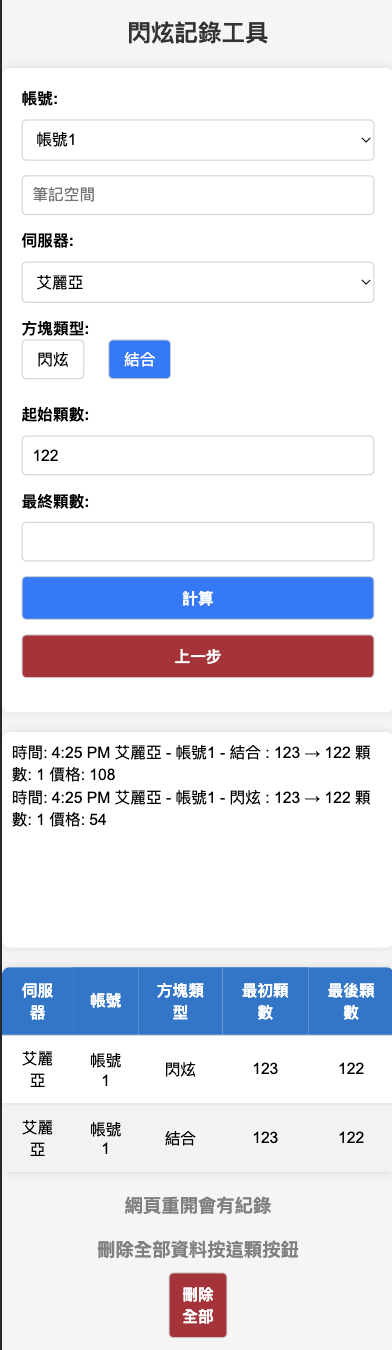 閃炫記錄工具
帳號:
帳號1
筆記空間
伺服器:
艾麗亞
方塊類型:
閃炫 結合
起始顆數:
122
最終顆數:
計算
上一步
時間: 4:25 PM 艾麗亞 - 帳號1 - 結合 : 123 → 122 顆
數: 1 價格: 108
時間: 4:25 PM 艾麗亞 - 帳號1 - 閃炫 : 123 → 122 顆
數: 1 價格: 54
伺服器 帳號 方塊類型 最初顆數 最後顆數
艾麗亞 帳號1 閃炫 123 122
艾麗亞 帳號1 結合 123 122
網頁重開會有紀錄
刪除全部資料按這顆按鈕
刪除
全部